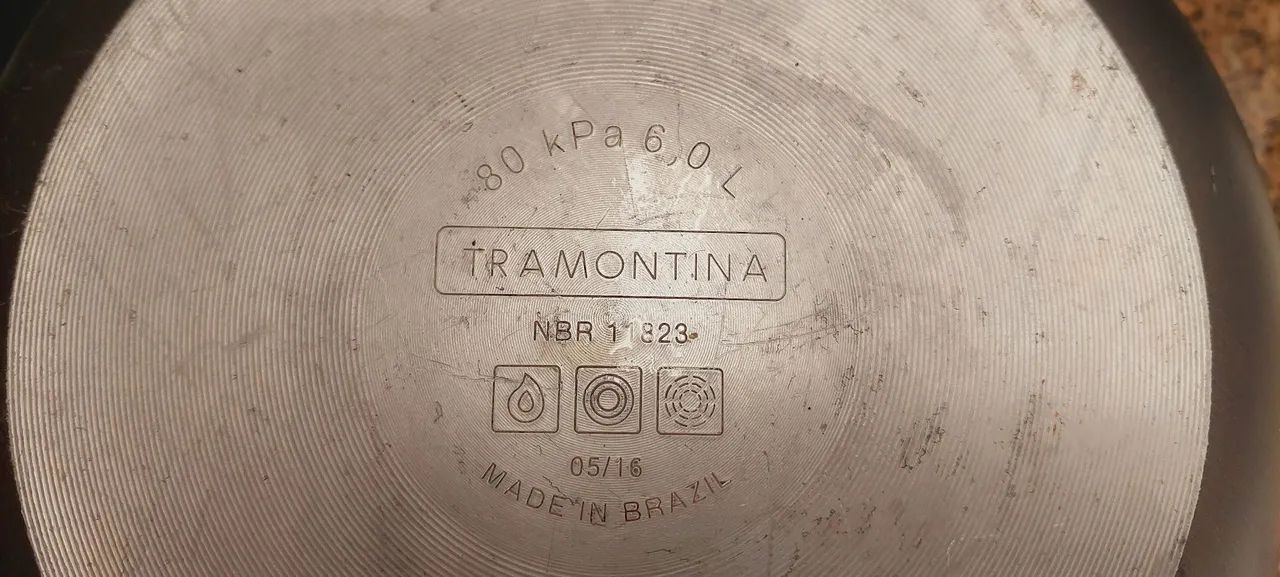 80 kPa 6,0 L
TRAMONTINA
NBR 11823
05/16
MADE IN BRAZIL